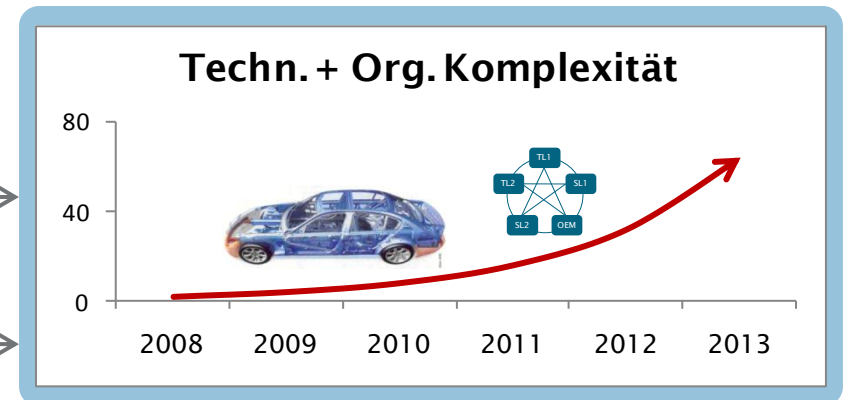 Techn. + Org. Komplexität
80
40
0
TL1
TL2
SL1
SL2
OEM
2008 2009 2010 2011 2012 2013